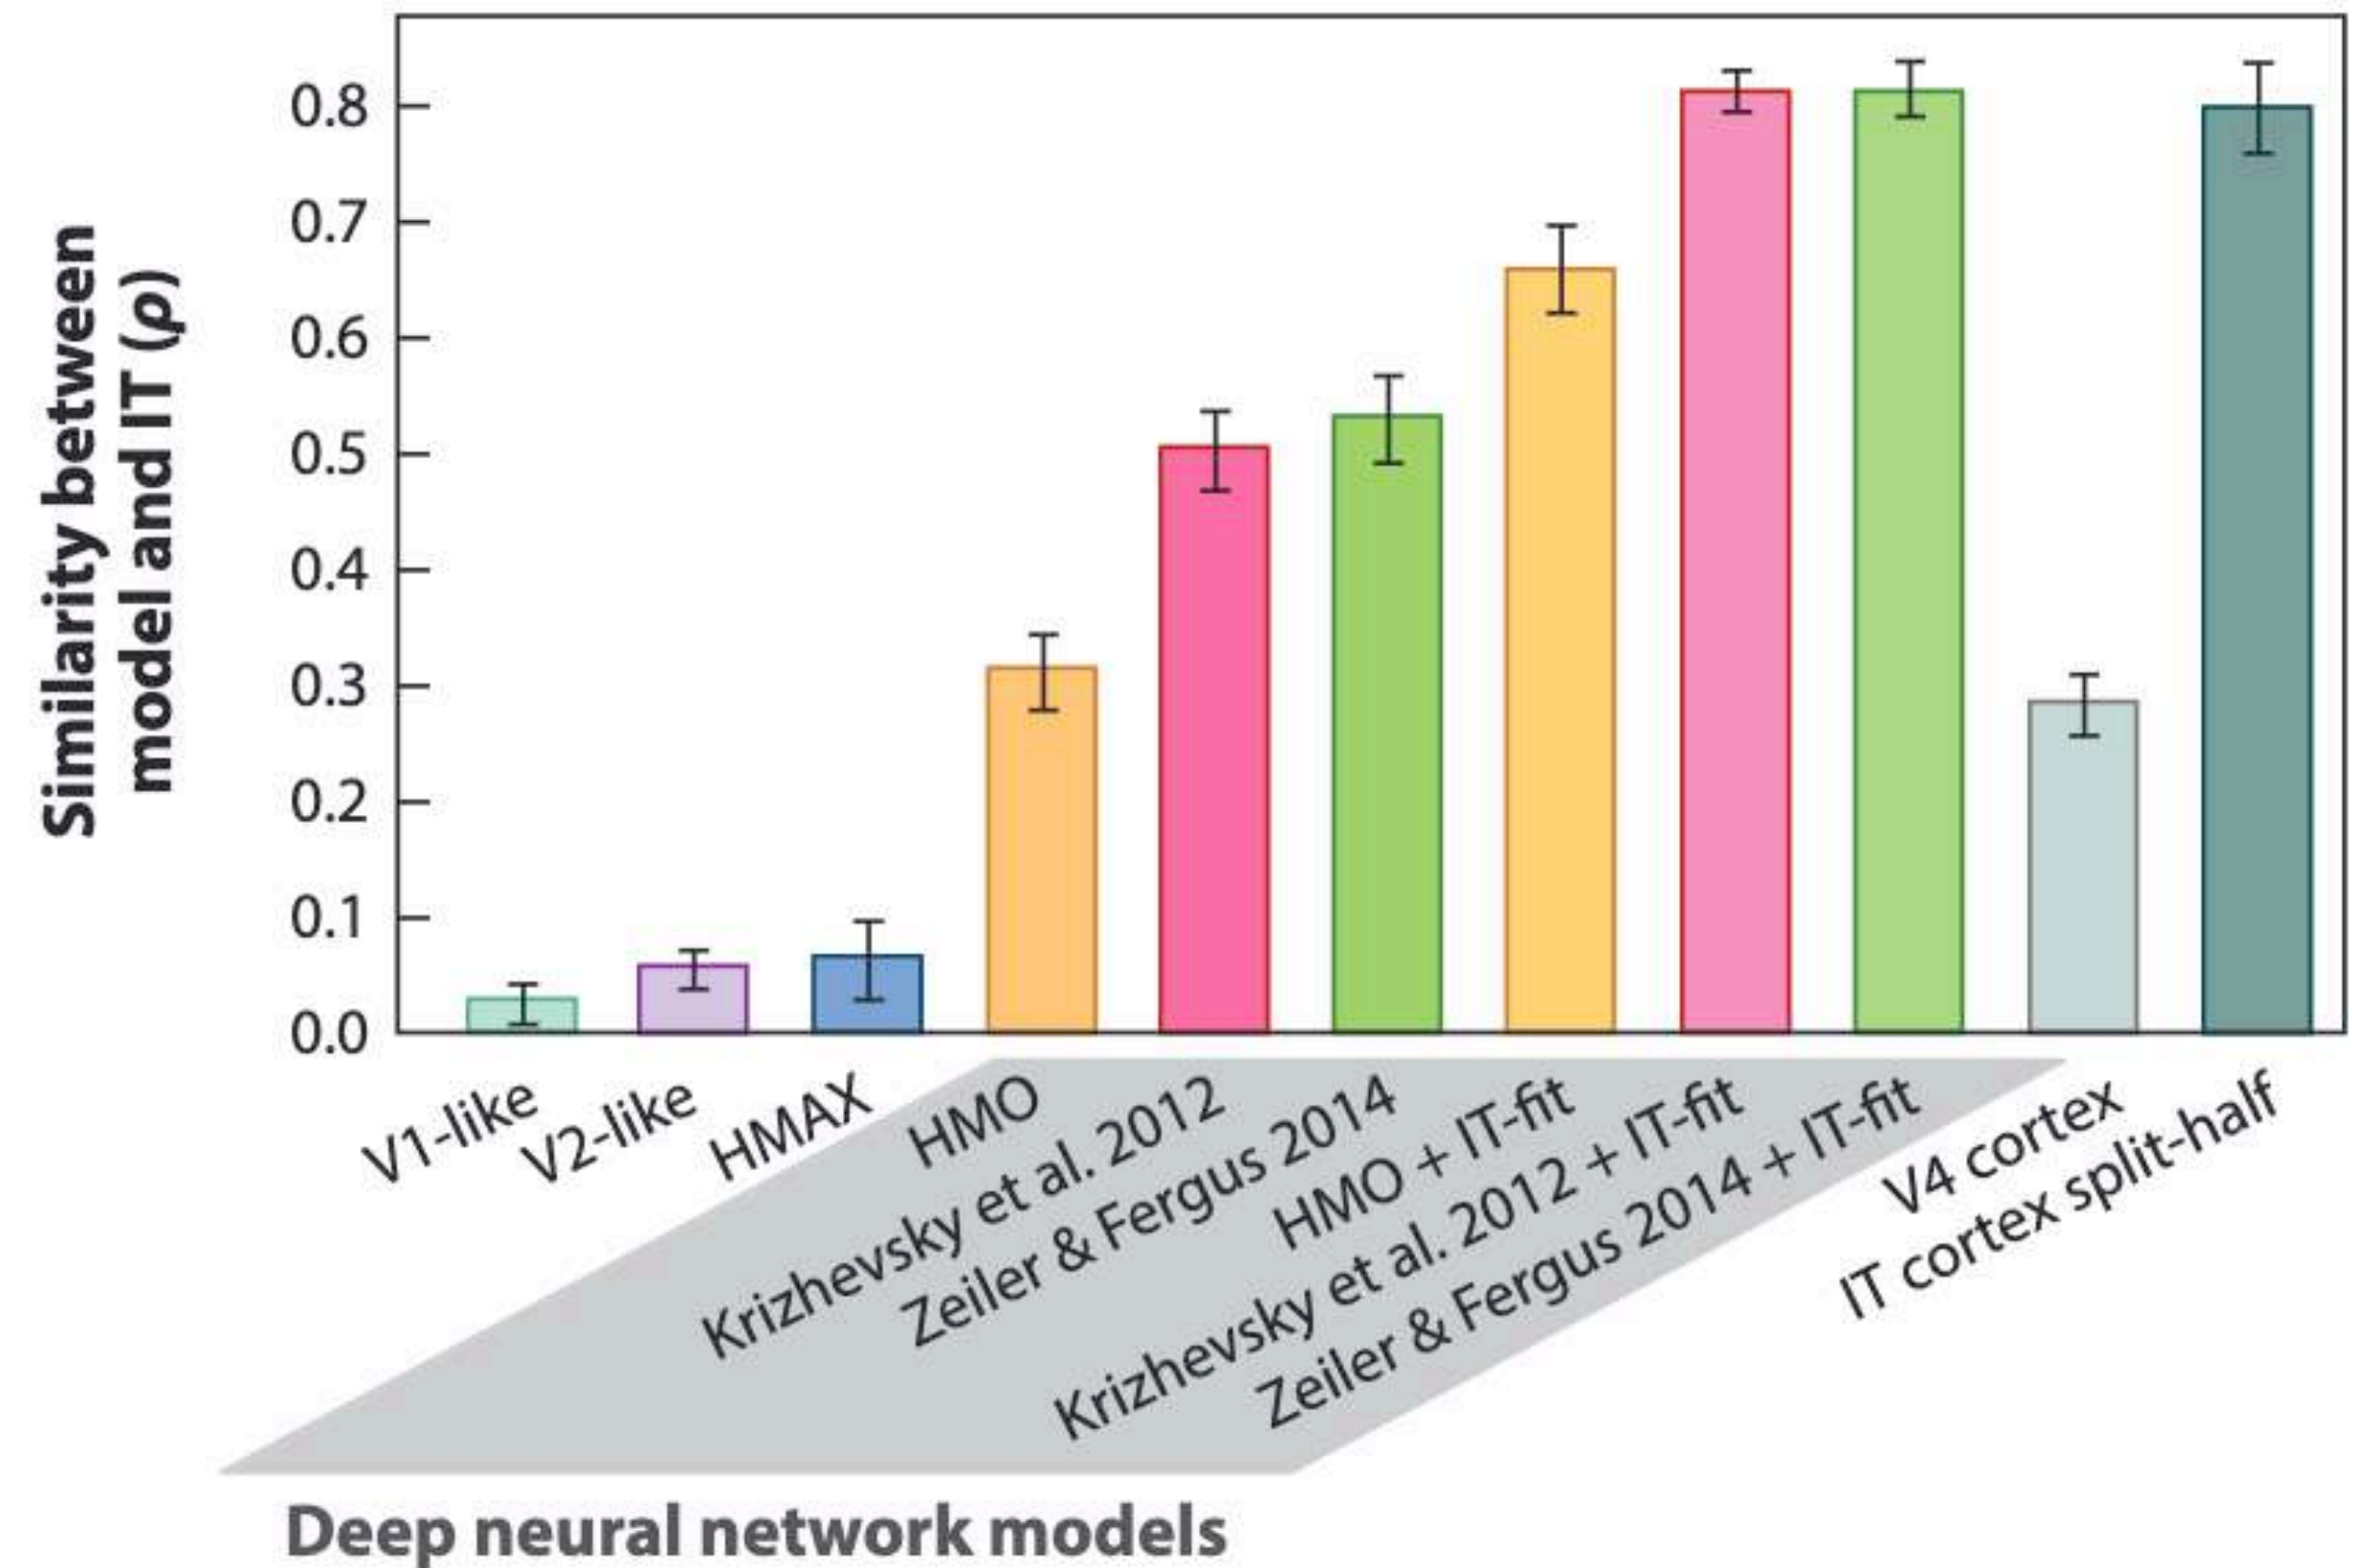 Similarity between
model and IT (ρ)
0.8
0.7
0.6
0.5
0.4
0.3
0.2
0.1
0.0
V1-like
V2-like
HMAX
HMO
Krizhevsky et al. 2012
Zeiler & Fergus 2014
HMO + IT-fit
Krizhevsky et al. 2012 + IT-fit
Zeiler & Fergus 2014 + IT-fit
V4 cortex
IT cortex split-half
Deep neural network models